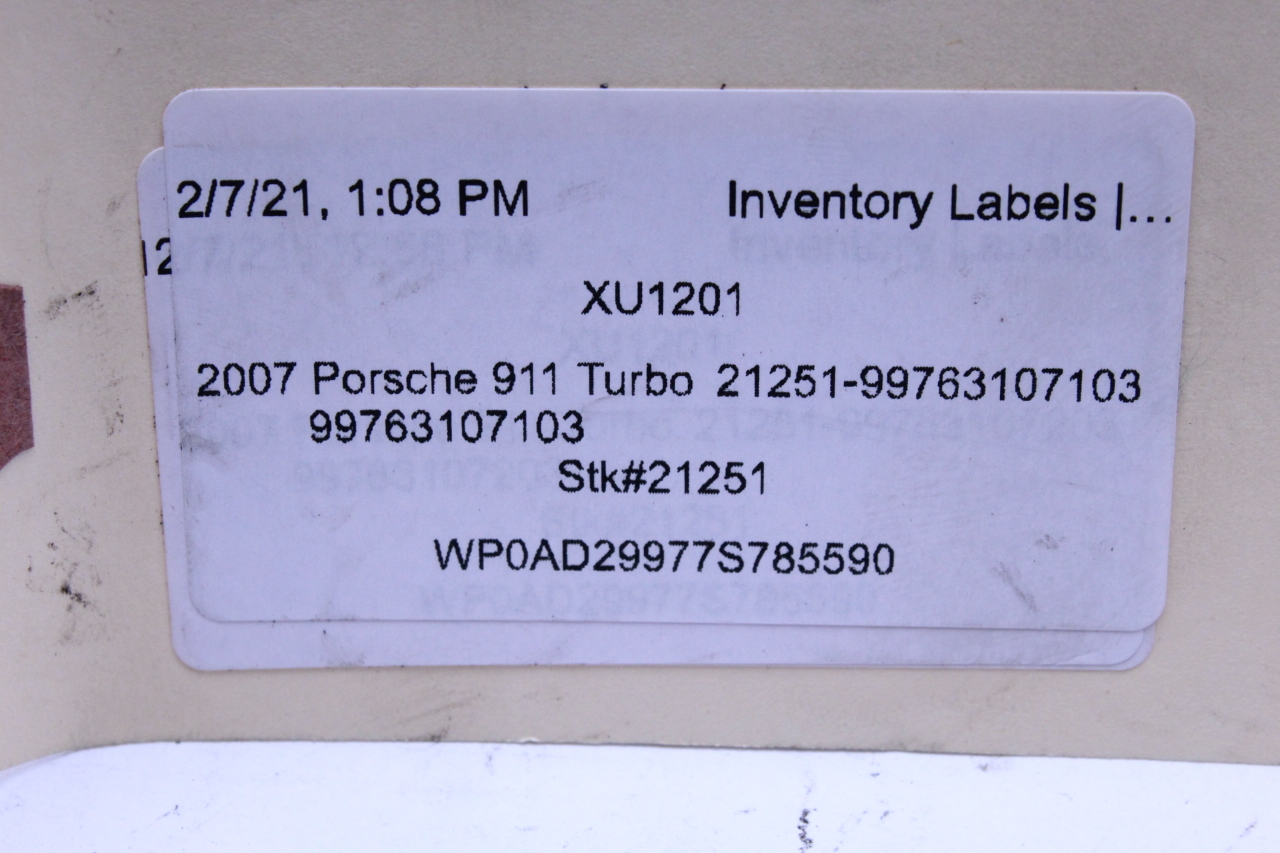 2/7/21, 1:08 PM Inventory Labels |...
12
XU1201
2007 Porsche 911 Turbo 21251-99763107103
99763107103
Stk#21251
WP0AD29977S785590